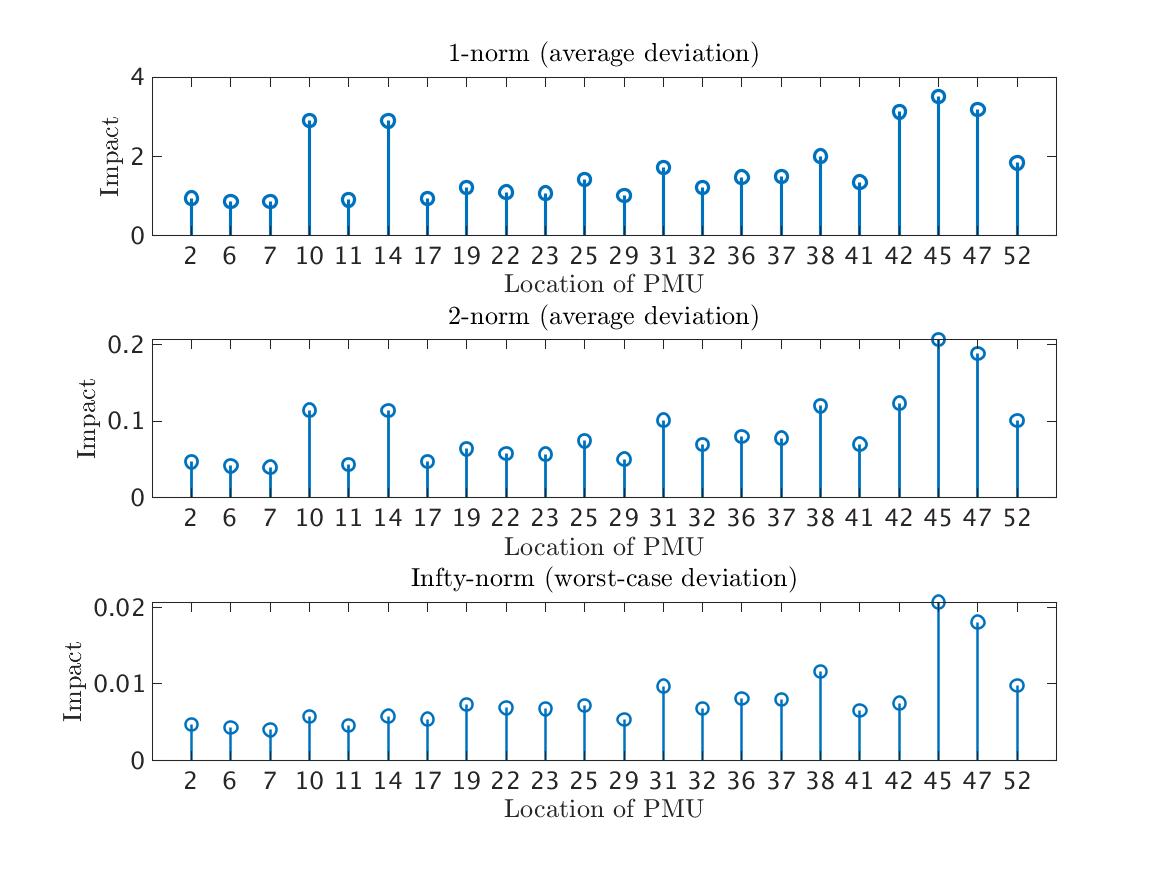 1-norm (average deviation)
4
2
0
Impact
2 6 7 10 11 14 17 19 22 23 25 29 31 32 36 37 38 41 42 45 47 52
Location of PMU
2-norm (average deviation)
0.2
0.1
0
Impact
2 6 7 10 11 14 17 19 22 23 25 29 31 32 36 37 38 41 42 45 47 52
Location of PMU
Infty-norm (worst-case deviation)
0.02
0.01
0
Impact
2 6 7 10 11 14 17 19 22 23 25 29 31 32 36 37 38 41 42 45 47 52
Location of PMU